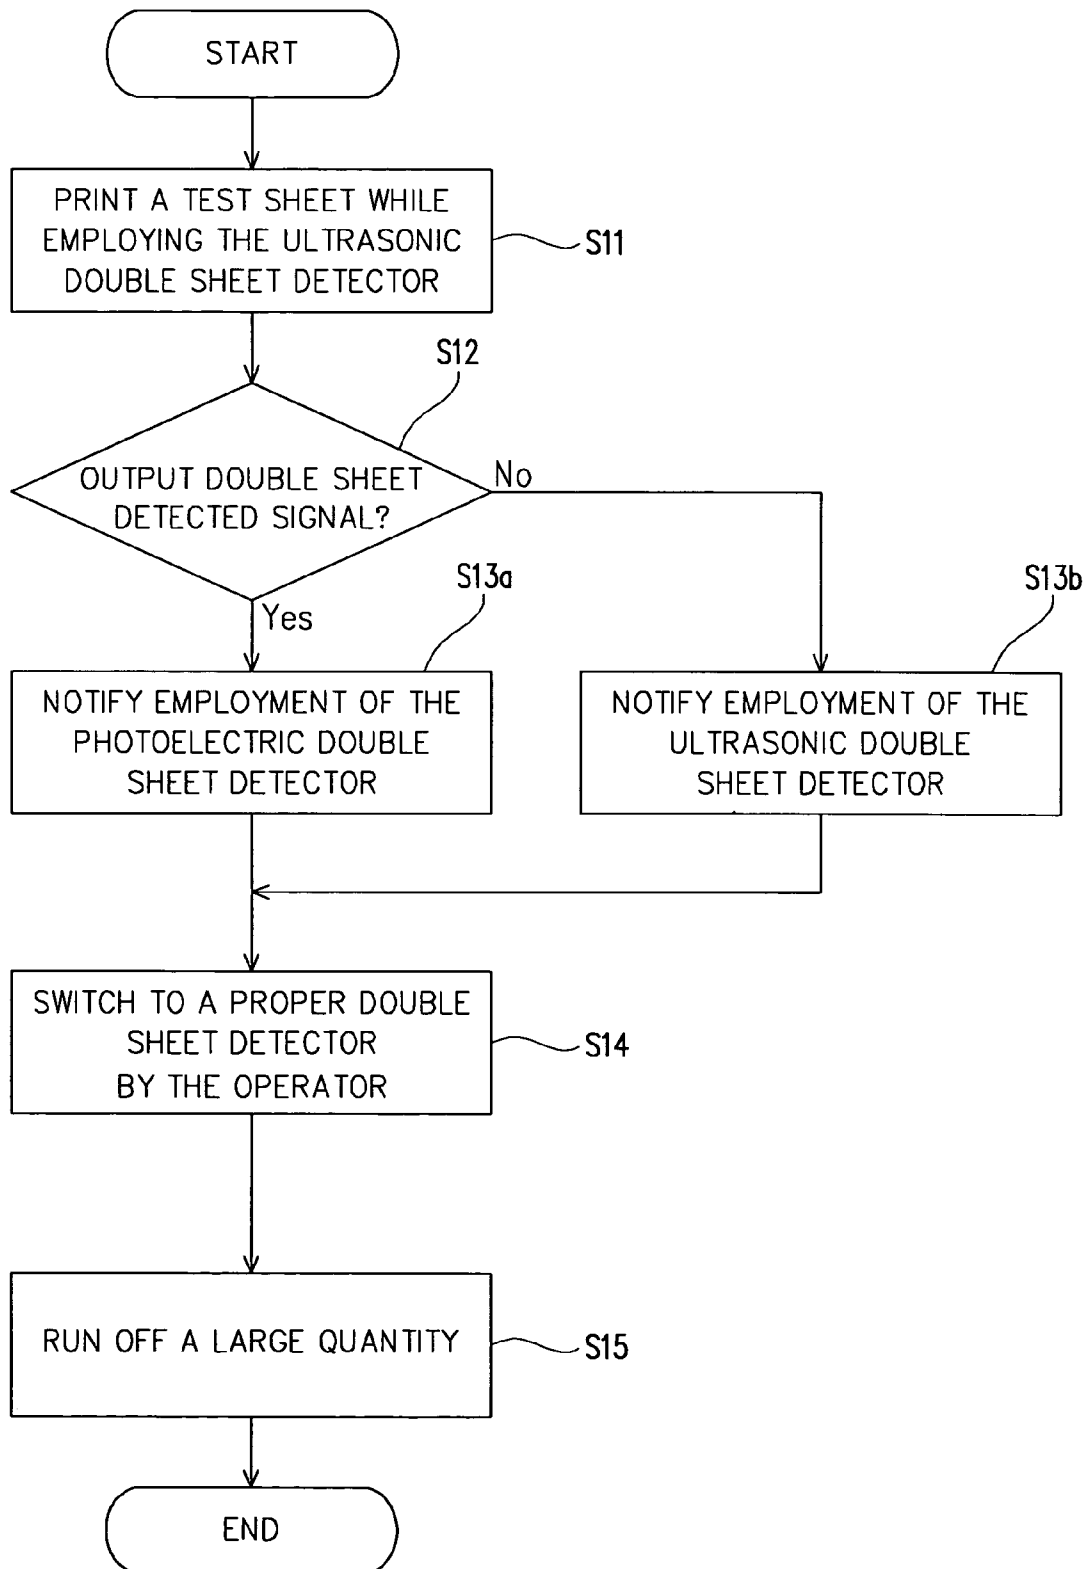 START
PRINT A TEST SHEET WHILE
EMPLOYING THE ULTRASONIC
DOUBLE SHEET DETECTOR
S11
S12
OUTPUT DOUBLE SHEET
DETECTED SIGNAL?
No
Yes
S13a
NOTIFY EMPLOYMENT OF THE
PHOTOELECTRIC DOUBLE
SHEET DETECTOR
S13b
NOTIFY EMPLOYMENT OF THE
ULTRASONIC DOUBLE
SHEET DETECTOR
SWITCH TO A PROPER DOUBLE
SHEET DETECTOR
BY THE OPERATOR
S14
RUN OFF A LARGE QUANTITY
S15
END